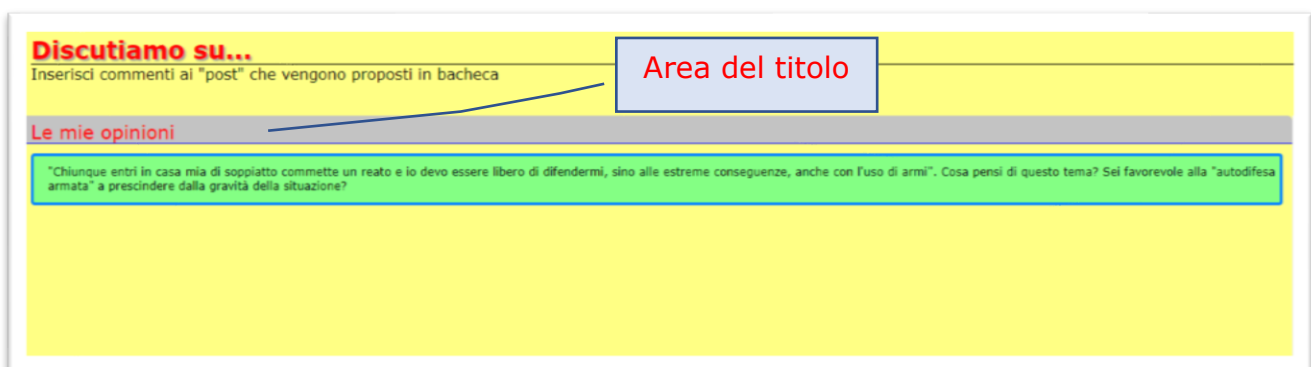 Discutiamo su...
Inserisci commenti ai "post" che vengono proposti in bacheca
Area del titolo
Le mie opinioni
"Chiunque entri in casa mia di soppiatto commette un reato e io devo essere libero di difendermi, sino alle estreme conseguenze, anche con l'uso di armi". Cosa pensi di questo tema? Sei favorevole alla "autodifesa
armata" a prescindere dalla gravità della situazione?